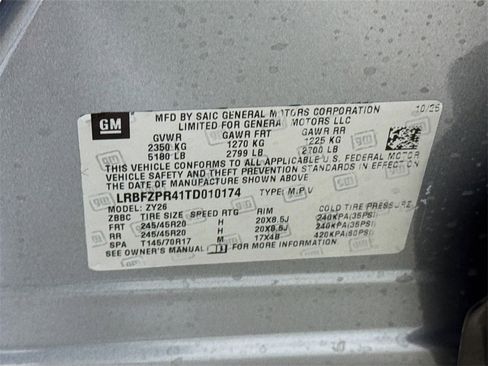 GM
MFD BY SAIC GENERAL MOTORS CORPORATION 10/25
LIMITED FOR GENERAL MOTORS LLC
GVWR GAWR FRT GAWR RR
2350 KG 1270 KG 1225 KG
5180 LB 2799 LB 2700 LB
THIS VEHICLE CONFORMS TO ALL APPLICABLE U.S. FEDERAL MOTOR
VEHICLE SAFETY THEFT PREVENTION STANDARDS IN EFFECT ON THE
DATE OF MANUFACTURE SHOWN ABOVE.
LRBFZPR41TD010174 TYPE: M.P.V
MODEL: ZY26
ZBBC TIRE SIZE SPEED RTG RIM COLD TIRE PRESSURE
FRT 245/45R20 H 20X8.5J 240KPA(35PSI)
RR 245/45R20 H 20X8.5J 240KPA(35PSI)
SPA T145/70R17 M 17X4B 420KPA(60PSI)
SEE OWNER'S MANUAL FOR MORE INFORMATION